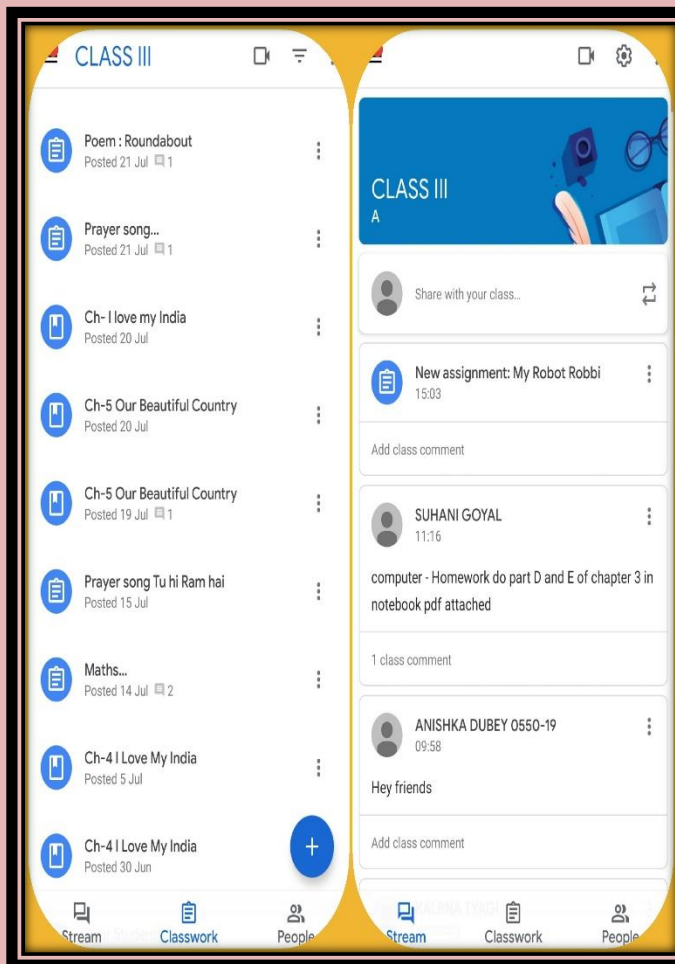 CLASS III
Poem : Roundabout
Posted 21 Jul 1
Prayer song...
Posted 21 Jul 1
Ch- I love my India
Posted 20 Jul
Ch-5 Our Beautiful Country
Posted 20 Jul
Ch-5 Our Beautiful Country
Posted 19 Jul 1
Prayer song Tu hi Ram hai
Posted 15 Jul
Maths...
Posted 14 Jul 2
Ch-4 I Love My India
Posted 5 Jul
Ch-4 I Love My India
Posted 30 Jun
Stream
Classwork
People
CLASS III
A
Share with your class...
New assignment: My Robot Robbi
15:03
Add class comment
SUHANI GOYAL
11:16
computer - Homework do part D and E of chapter 3 in
notebook pdf attached
1 class comment
ANISHKA DUBEY 0550-19
09:58
Hey friends
Add class comment
Stream
Classwork
People